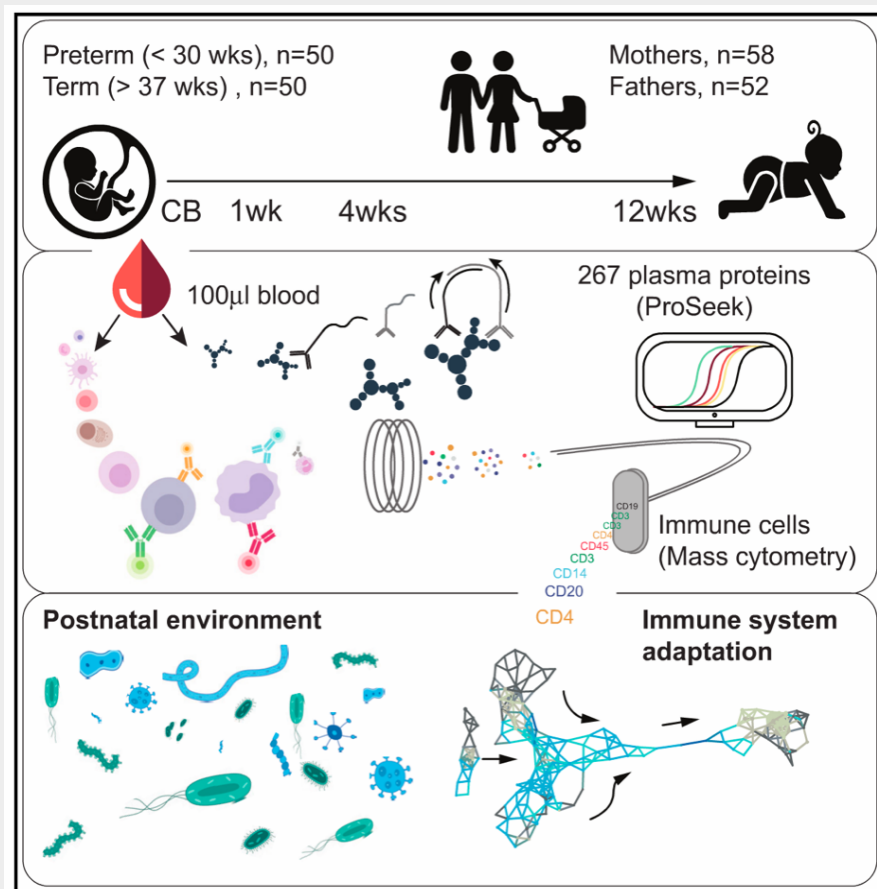 Preterm (< 30 wks), n=50
Term (> 37 wks) , n=50
Mothers, n=58
Fathers, n=52
CB 1wk 4wks 12wks
100µl blood
267 plasma proteins
(ProSeek)
CD19
CD3
CD3
CD4
CD45
CD3
CD14
CD20
CD4
Immune cells
(Mass cytometry)
Postnatal environment
Immune system
adaptation